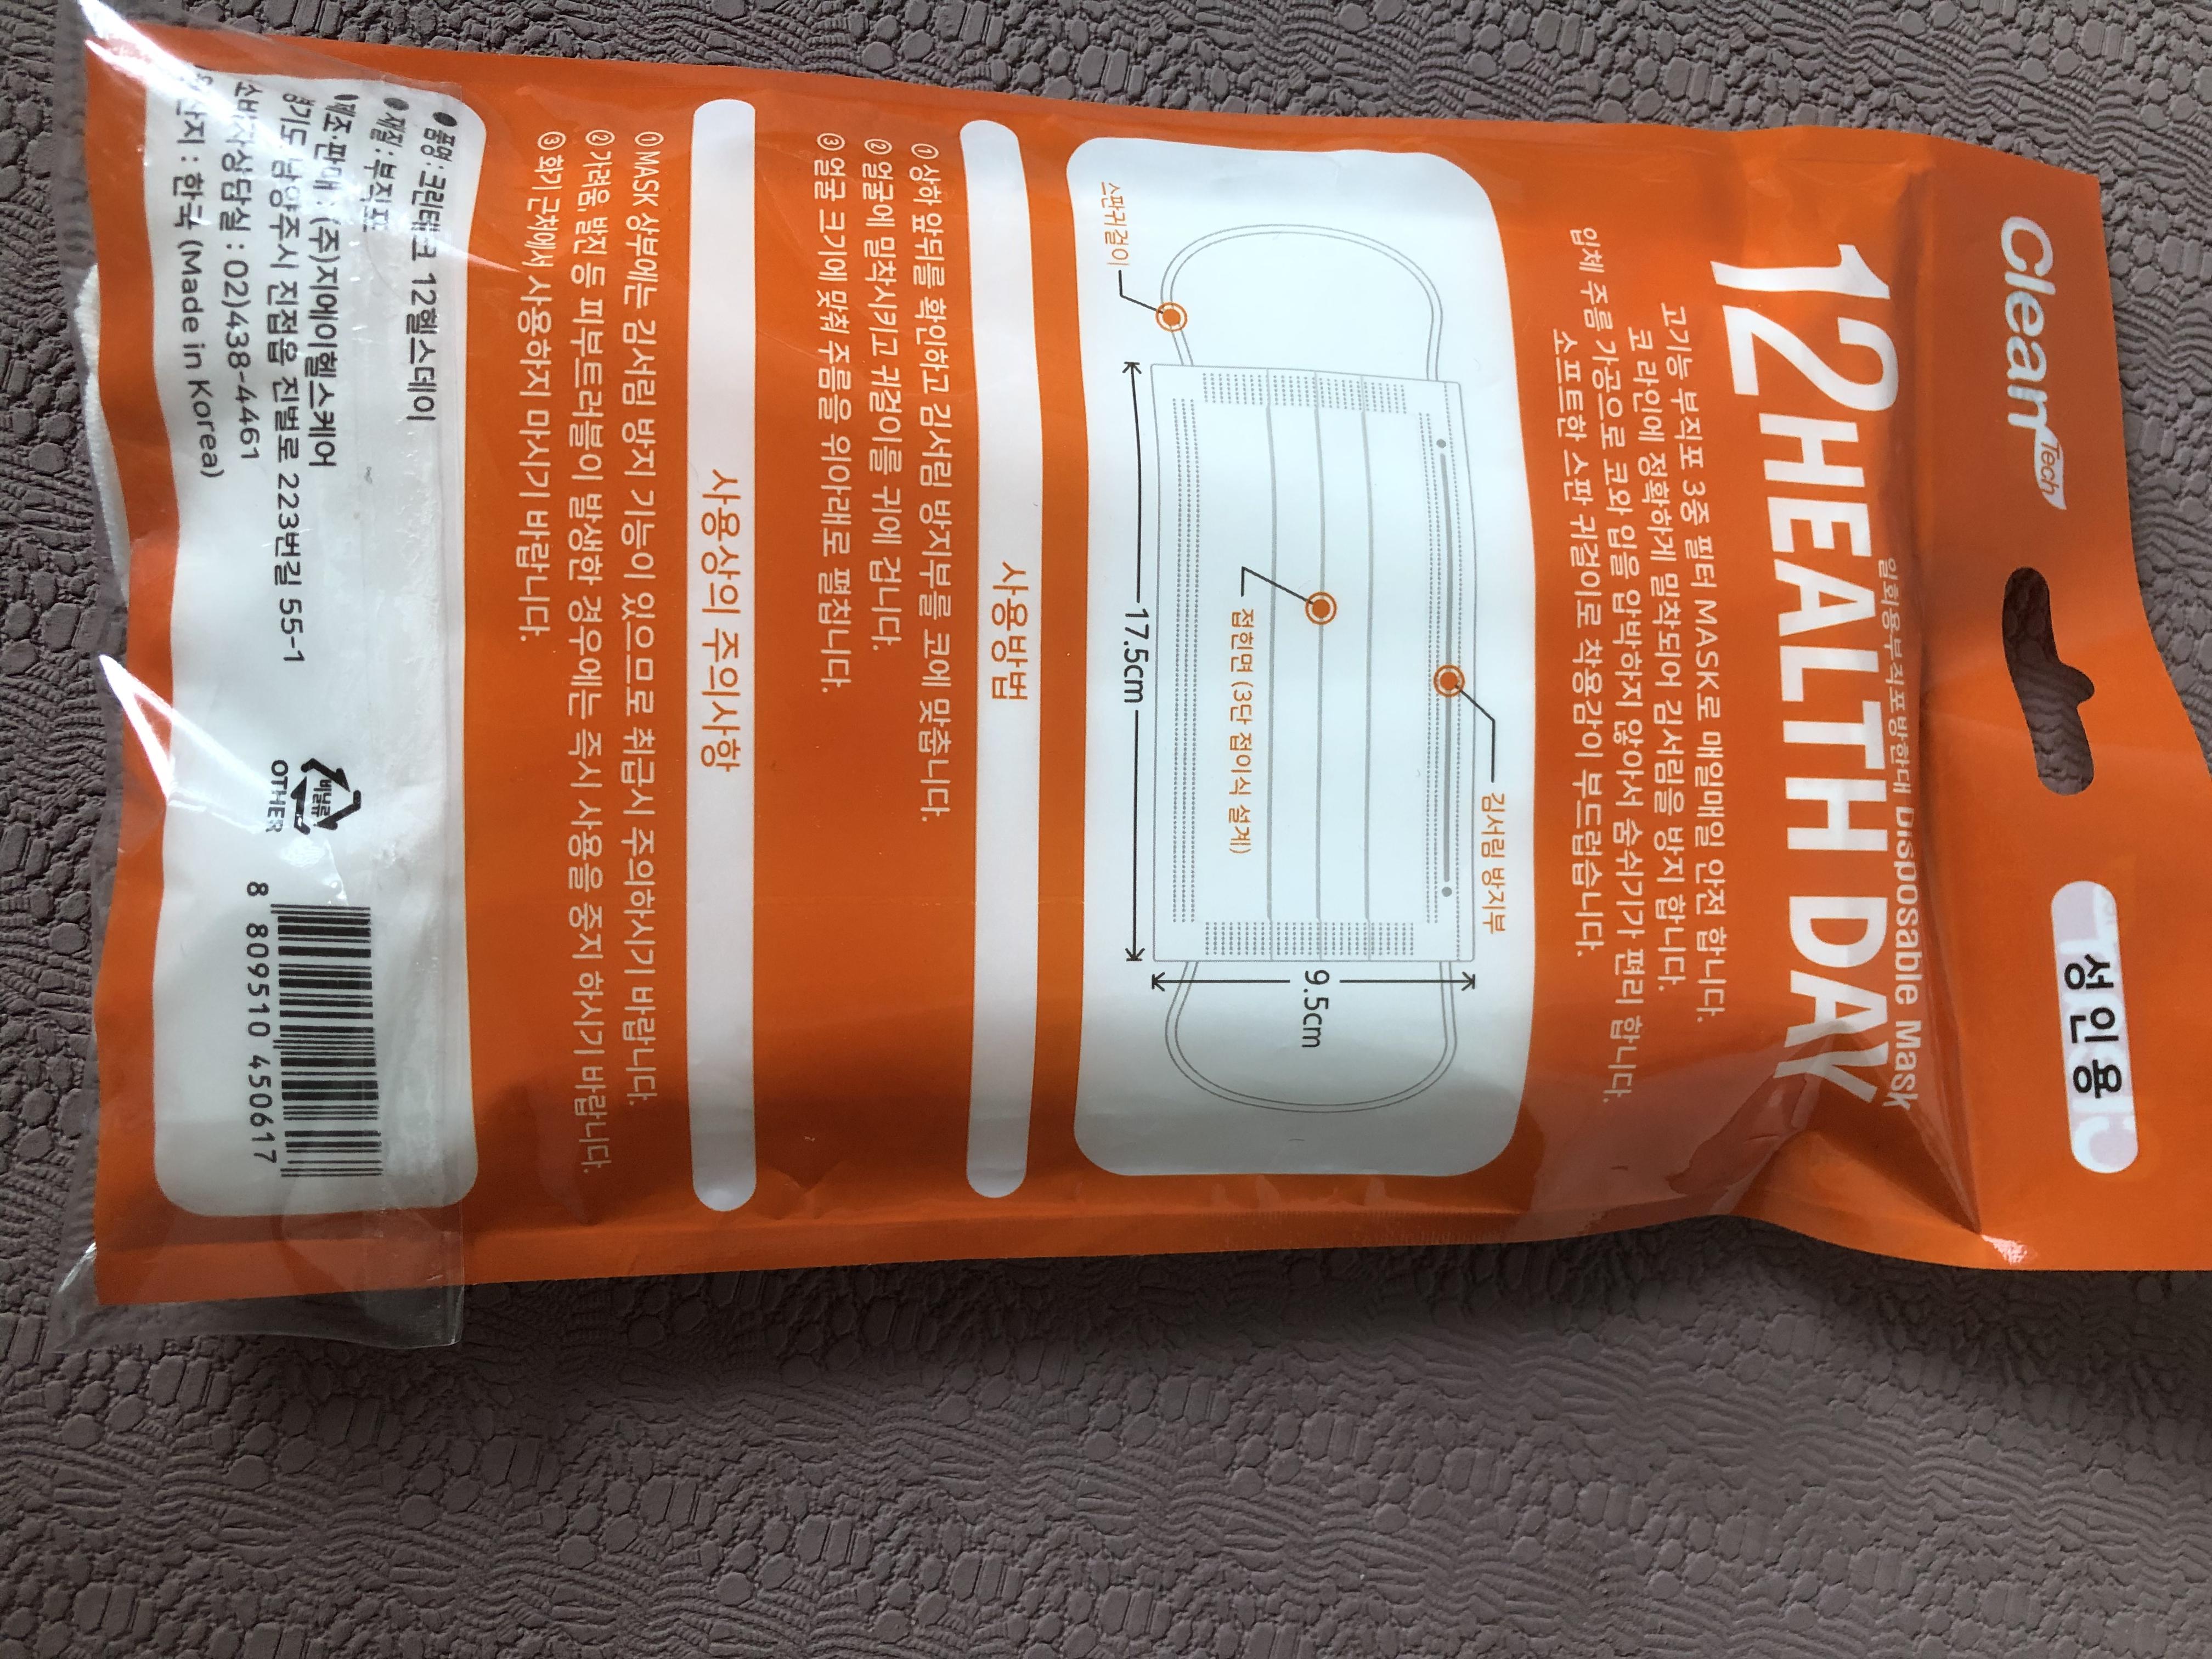 Clean Tech
성인용
일회용부직포방한대 Disposable Mask
12HEALTH DAY
고기능 부직포 3중 필터 MASK로 매일매일 안전 합니다.
코 라인에 정확하게 밀착되어 김서림을 방지 합니다.
입체 주름 가공으로 코와 입을 압박하지 않아서 숨쉬기가 편리 합니다.
소프트한 스판 귀걸이로 착용감이 부드럽습니다.
김서림 방지부
접힌면 (3단 접이식 설계)
9.5cm
17.5cm
스판귀걸이
사용방법
① 상하 앞뒤를 확인하고 김서림 방지부를 코에 맞춥니다.
② 얼굴에 밀착시키고 귀걸이를 귀에 겁니다.
③ 얼굴 크기에 맞춰 주름을 위아래로 펼칩니다.
사용상의 주의사항
① MASK 상부에는 김서림 방지 기능이 있으므로 취급시 주의하시기 바랍니다.
② 가려움, 발진 등 피부트러블이 발생한 경우에는 즉시 사용을 중지 하시기 바랍니다.
③ 화기 근처에서 사용하지 마시기 바랍니다.
● 품명 : 크린테크 12헬스데이
● 재질 : 부직포
● 제조·판매 : (주)지에이헬스케어
경기도 남양주시 진접읍 진벌로 223번길 55-1
소비자상담실 : 02)438-4461
원산지 : 한국 (Made in Korea)
비닐류
OTHER
8 809510 450617